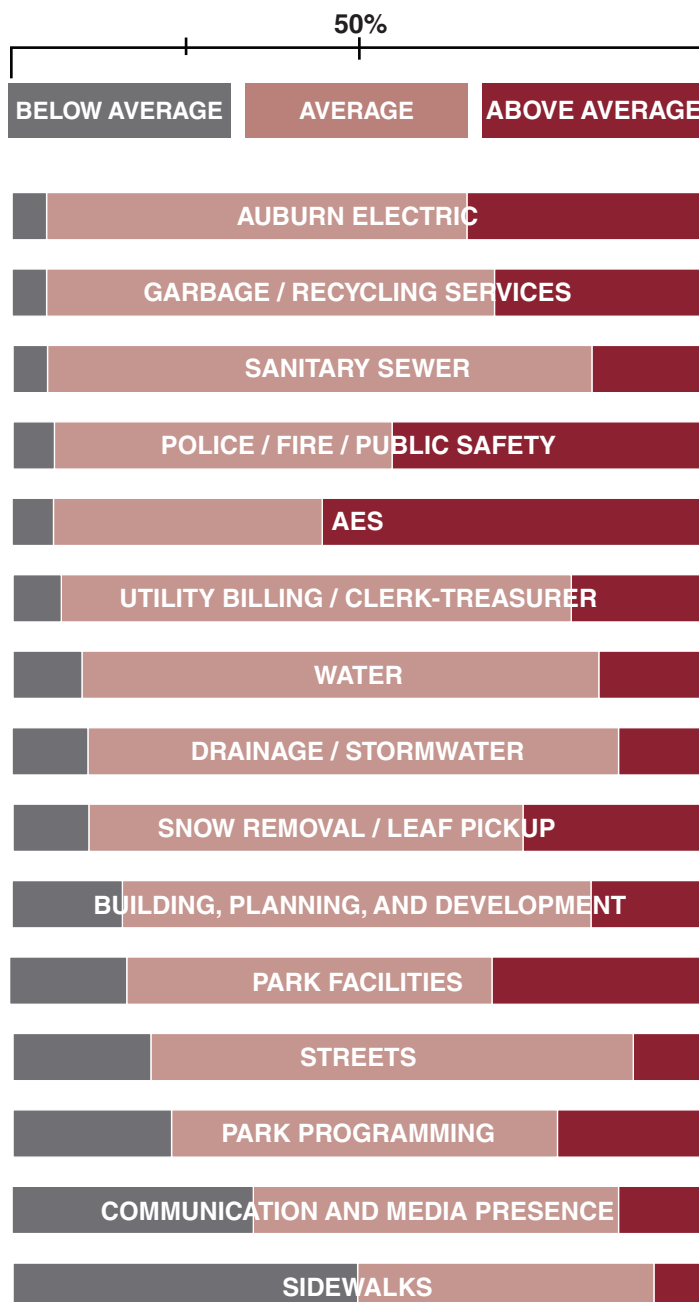 50%
BELOW AVERAGE
AVERAGE
ABOVE AVERAGE
AUBURN ELECTRIC
GARBAGE / RECYCLING SERVICES
SANITARY SEWER
POLICE / FIRE / PUBLIC SAFETY
AES
UTILITY BILLING / CLERK-TREASURER
WATER
DRAINAGE / STORMWATER
SNOW REMOVAL / LEAF PICKUP
BUILDING, PLANNING, AND DEVELOPMENT
PARK FACILITIES
STREETS
PARK PROGRAMMING
COMMUNICATION AND MEDIA PRESENCE
SIDEWALKS